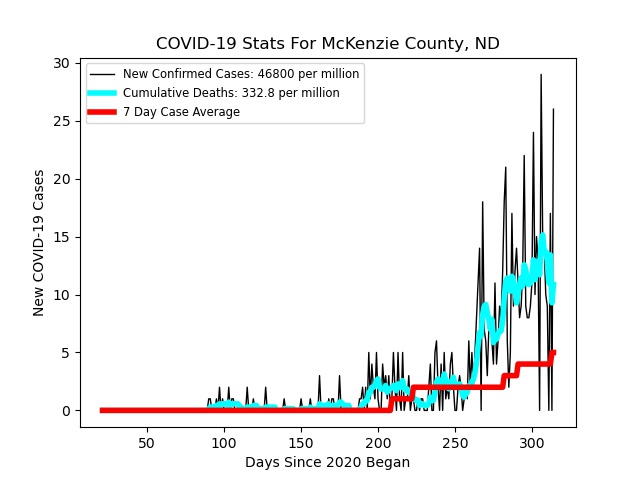 COVID-19 Stats For McKenzie County, ND
New Confirmed Cases: 46800 per million
Cumulative Deaths: 332.8 per million
7 Day Case Average
30
25
20
15
10
5
0
New COVID-19 Cases
50 100 150 200 250 300
Days Since 2020 Began